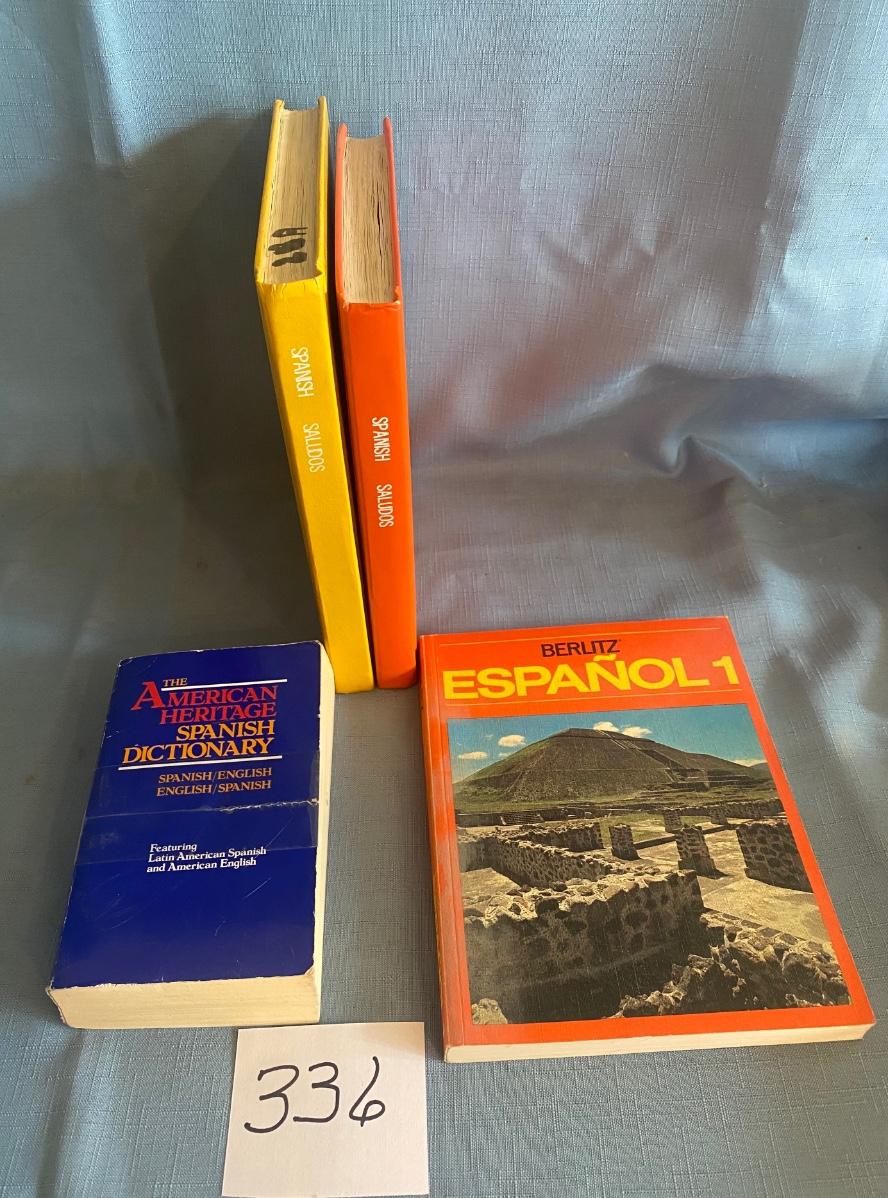 SPANISH SALUDOS
SPANISH SALUDOS
THE
AMERICAN
HERITAGE
SPANISH
DICTIONARY
SPANISH/ENGLISH
ENGLISH/SPANISH
Featuring
Latin American Spanish
and American English
BERLITZ®
ESPAÑOL 1
336